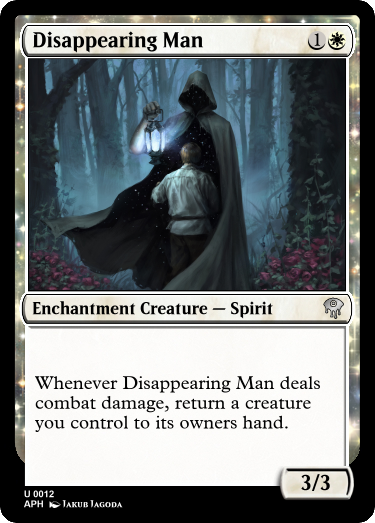 Disappearing Man 1
Enchantment Creature — Spirit
Whenever Disappearing Man deals
combat damage, return a creature
you control to its owners hand.
3/3
U 0012
APH JAKUB JAGODA